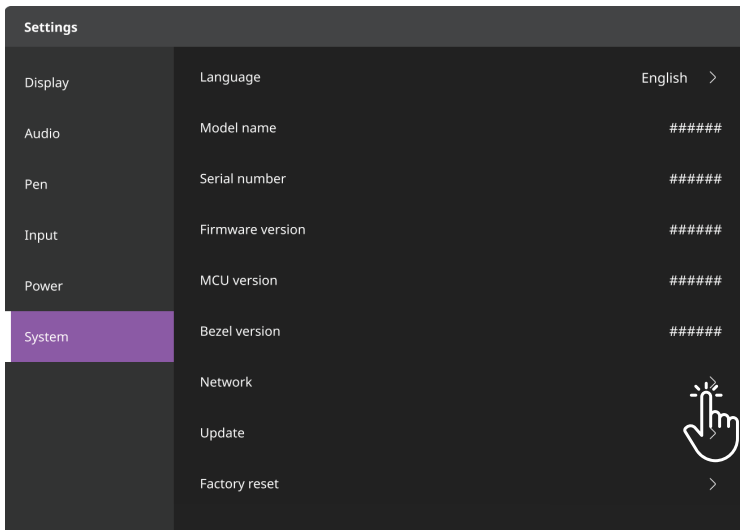 Settings
Display
Audio
Pen
Input
Power
System
Language English
Model name ######
Serial number ######
Firmware version ######
MCU version ######
Bezel version ######
Network
Update
Factory reset